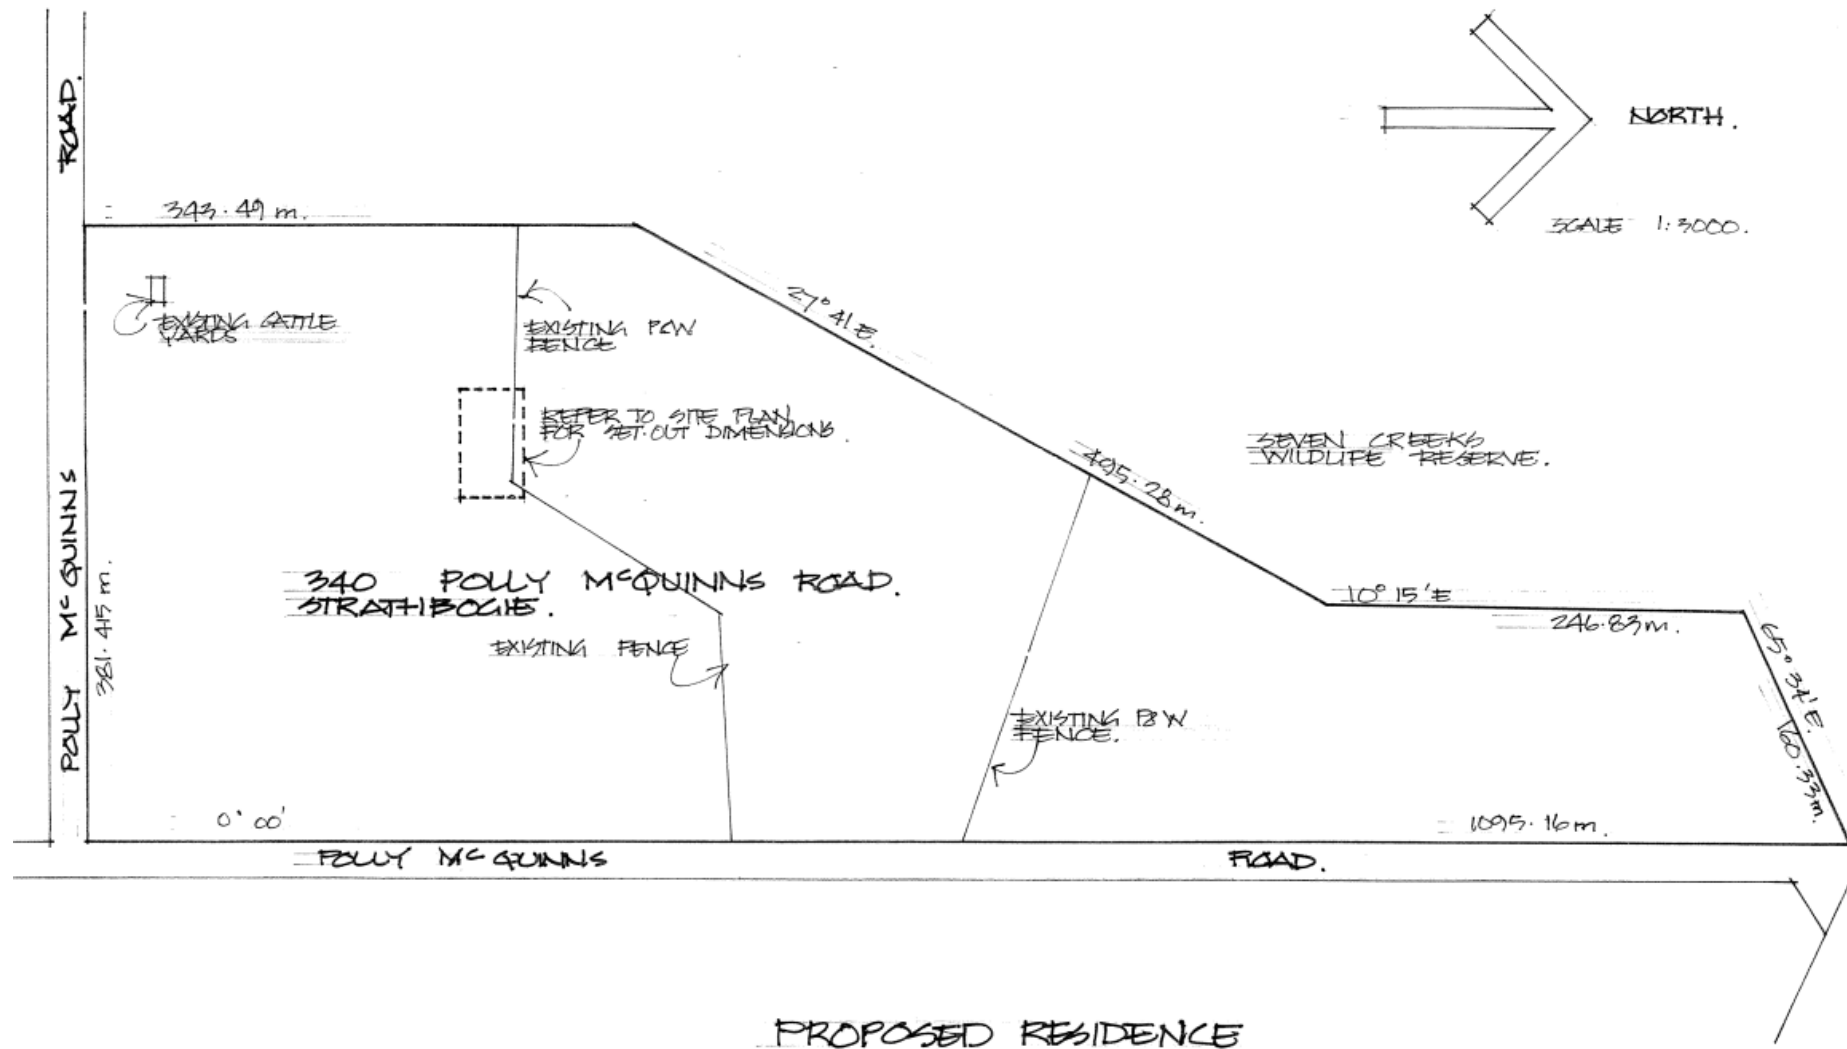 ROAD.
NORTH.
SCALE 1:3000.
343.49 m.
EXISTING CATTLE
YARDS
EXISTING P&W
FENCE
27° 41 E.
REFER TO SITE PLAN
FOR SET-OUT DIMENSIONS.
SEVEN CREEKS
WILDLIFE RESERVE.
495.28 m.
POLLY McQUINNS
381.415 m.
340 POLLY McQUINNS ROAD.
STRATHBOGIE.
EXISTING FENCE
10° 15' E
246.83 m.
65° 34' E.
160.33 m.
EXISTING P&W
FENCE.
0° 00'
1095.16 m.
POLLY McQUINNS ROAD.
PROPOSED RESIDENCE